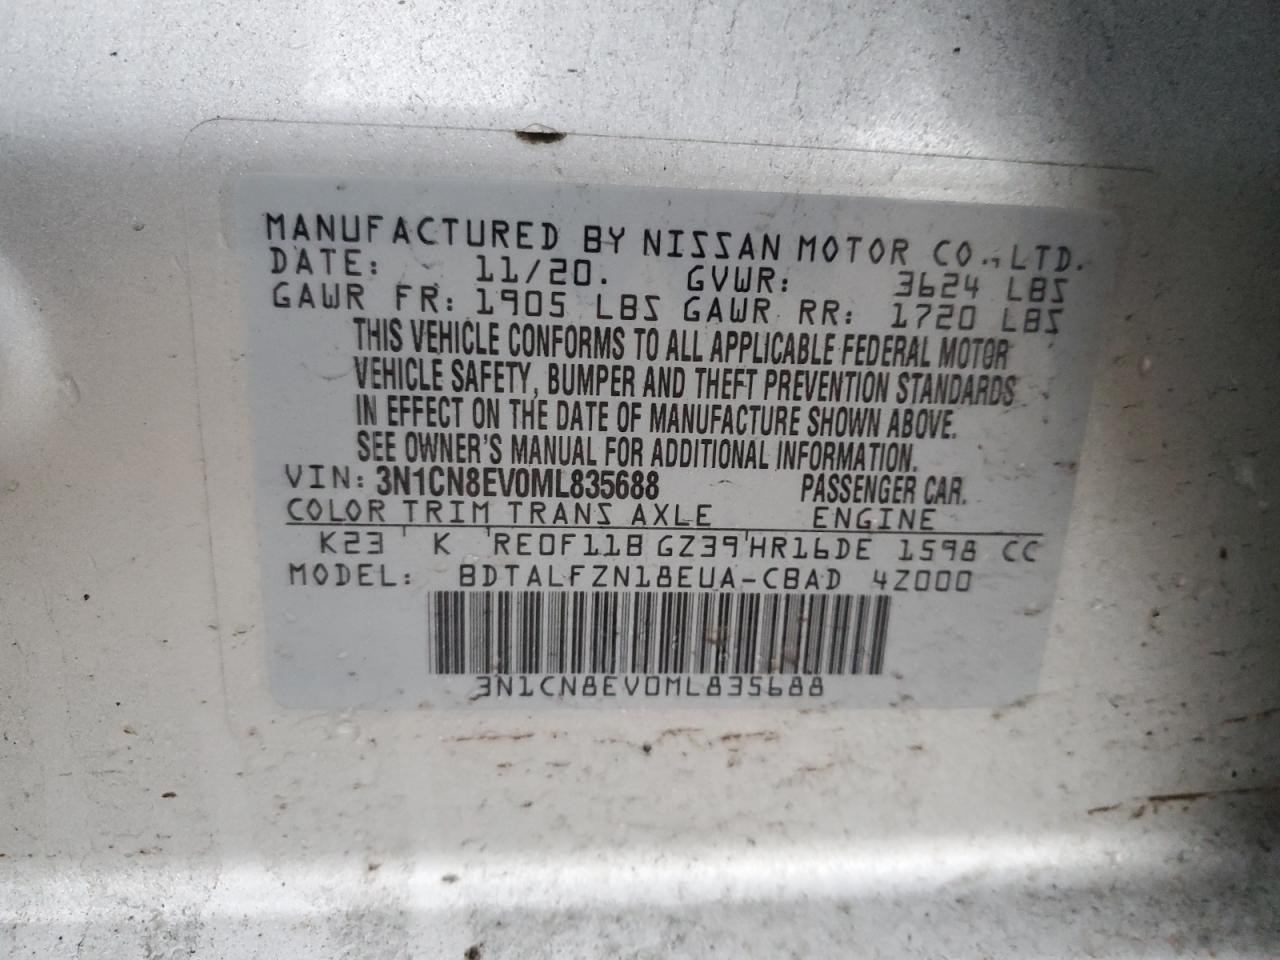 MANUFACTURED BY NISSAN MOTOR CO., LTD.
DATE: 11/20. GVWR: 3624 LBS
GAWR FR: 1905 LBS GAWR RR: 1720 LBS
THIS VEHICLE CONFORMS TO ALL APPLICABLE FEDERAL MOTOR
VEHICLE SAFETY, BUMPER AND THEFT PREVENTION STANDARDS
IN EFFECT ON THE DATE OF MANUFACTURE SHOWN ABOVE.
SEE OWNER'S MANUAL FOR ADDITIONAL INFORMATION.
VIN: 3N1CN8EV0ML835688 PASSENGER CAR.
COLOR TRIM TRANS AXLE ENGINE
K23 K RE0F11B GZ39 HR16DE 1598 CC
MODEL: BDTALFZN18EUA-CBAD 4Z000
3N1CN8EV0ML835688